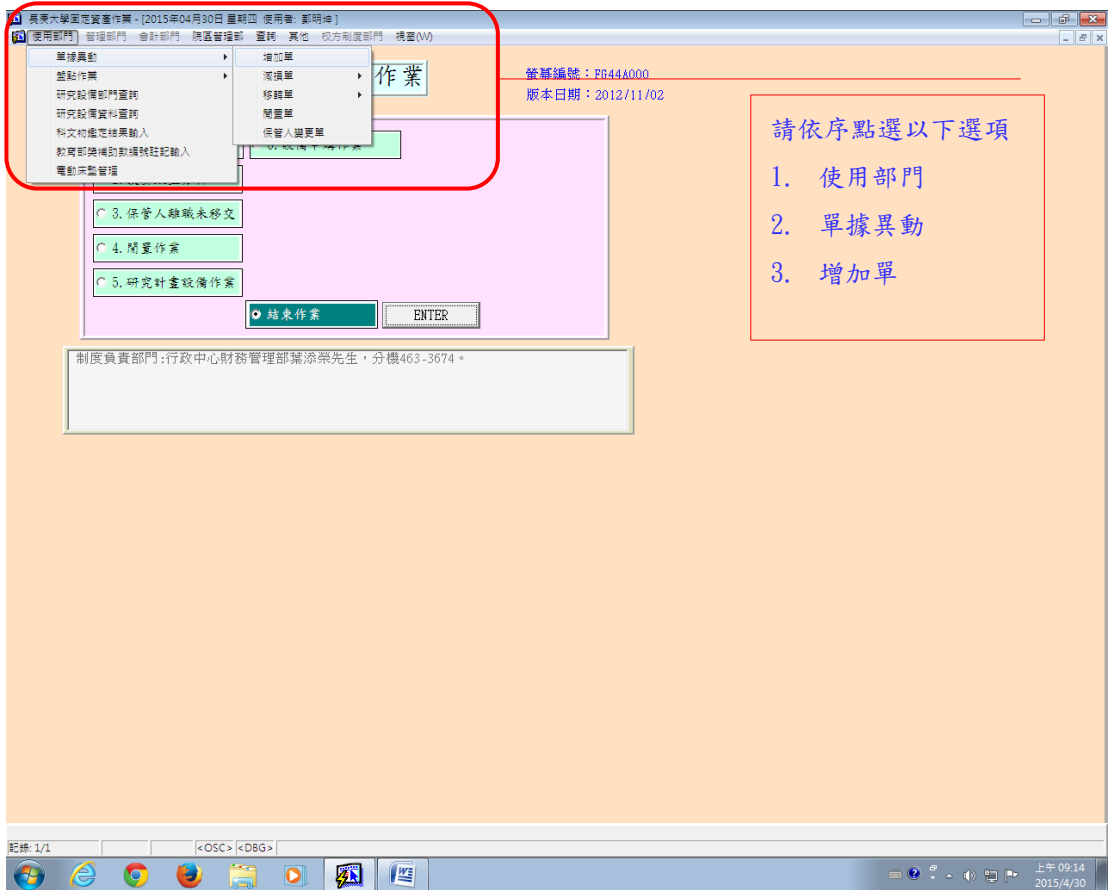 長庚大學固定資產作業 - [2015年04月30日 星期四 使用者: 鄭明坤 ]
使用部門 管理部門 會計部門 院區管理部 查詢 其他 校方制度部門 視窗(W)
單據異動
盤點作業
研究設備部門查詢
研究設備資料查詢
科文物鑑定結果輸入
教育部獎補助款編號註記輸入
電動床墊管理
增加單
減損單
移轉單
閒置單
保管人變更單
作業
螢幕編號：FG44A000
版本日期：2012/11/02
3.保管人離職未移交
4.閒置作業
5.研究計畫設備作業
結束作業
ENTER
制度負責部門:行政中心財務管理部葉添榮先生，分機463-3674。
請依序點選以下選項
1. 使用部門
2. 單據異動
3. 增加單
記錄: 1/1
<OSC> <DBG>
上午 09:14
2015/4/30